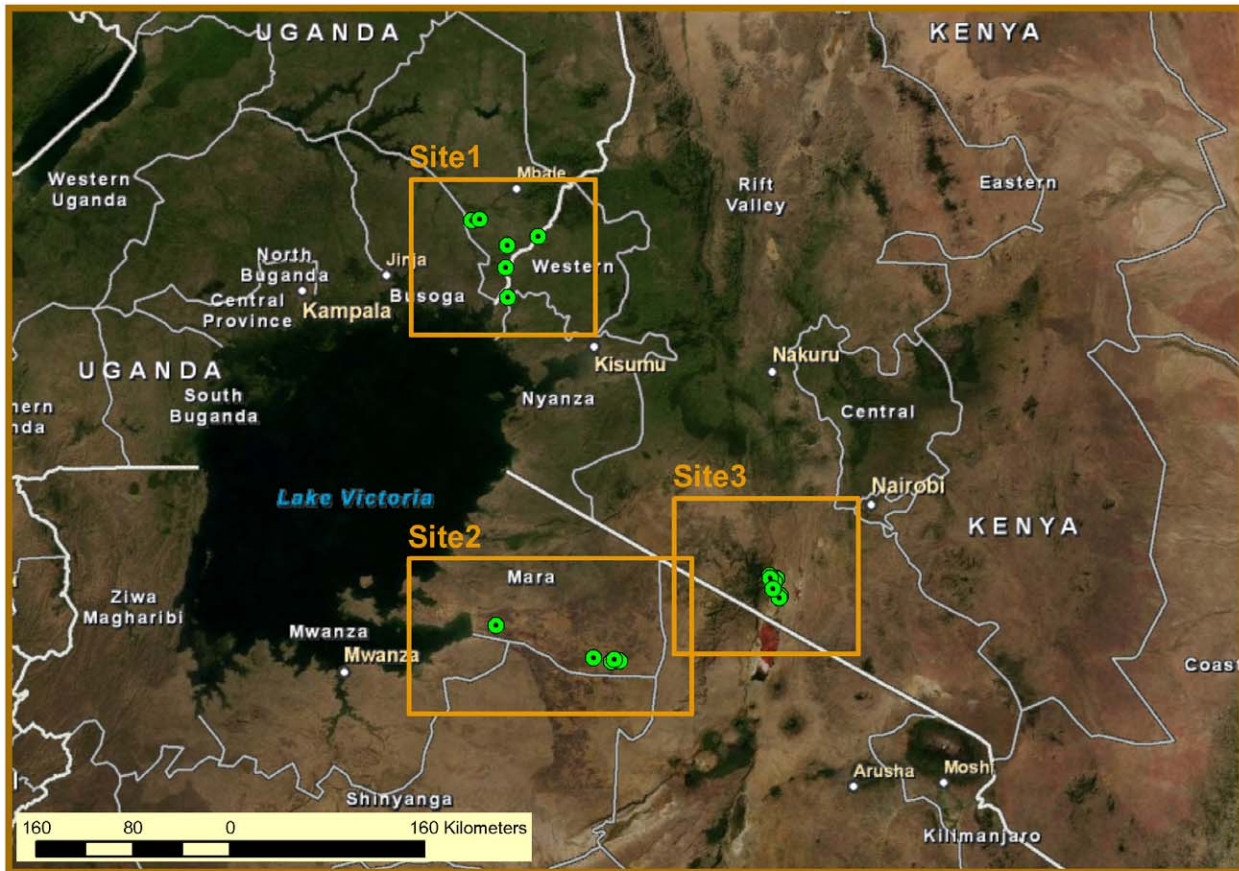 UGANDA
KENYA
Site1
Mbale
Western
Uganda
Rift
Valley
Eastern
North
Buganda
Jinja
Western
Central
Province
Busoga
Kampala
Kisumu
Nakuru
UGANDA
South
Buganda
Nyanza
Central
hern
nda
Site3
Nairobi
Lake Victoria
KENYA
Site2
Mara
Ziwa
Magharibi
Mwanza
Mwanza
Coast
Arusha
Moshi
Shinyanga
Kilimanjaro
160 80 0 160 Kilometers